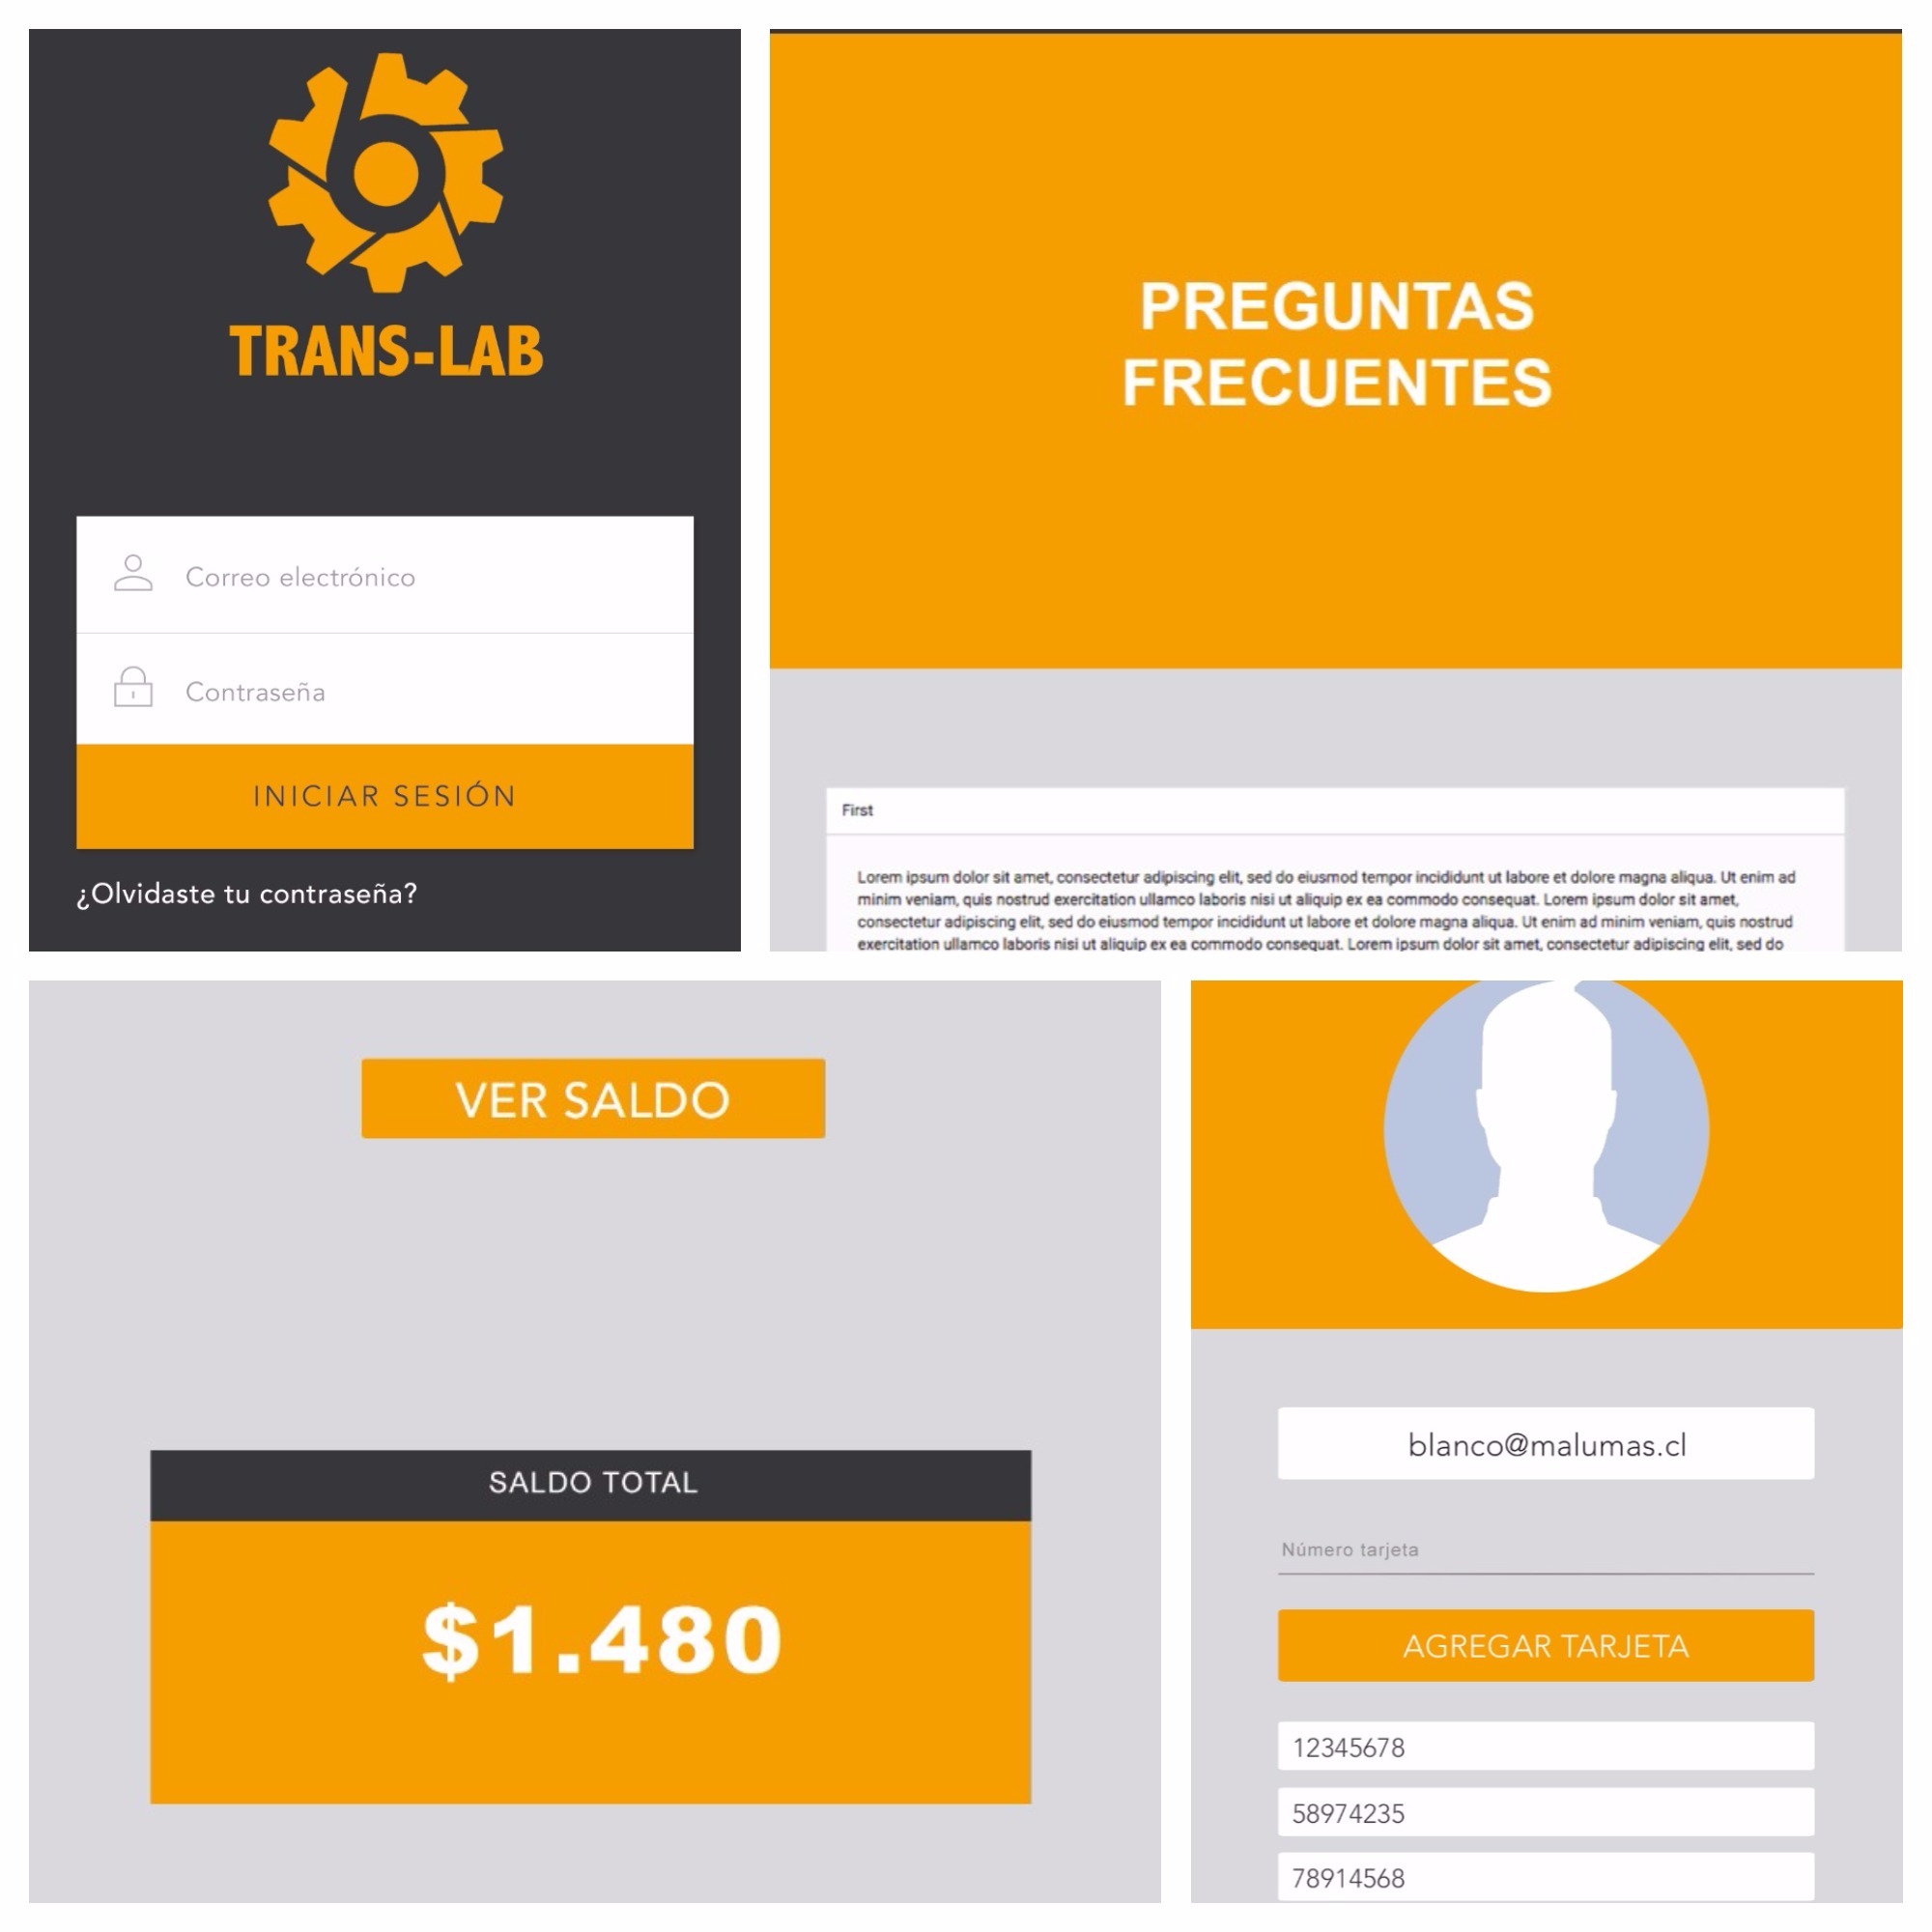 TRANS-LAB
Correo electrónico
Contraseña
INICIAR SESIÓN
¿Olvidaste tu contraseña?
PREGUNTAS
FRECUENTES
First
Lorem ipsum dolor sit amet, consectetur adipiscing elit, sed do eiusmod tempor incididunt ut labore et dolore magna aliqua. Ut enim ad
minim veniam, quis nostrud exercitation ullamco laboris nisi ut aliquip ex ea commodo consequat. Lorem ipsum dolor sit amet,
consectetur adipiscing elit, sed do eiusmod tempor incididunt ut labore et dolore magna aliqua. Ut enim ad minim veniam, quis nostrud
exercitation ullamco laboris nisi ut aliquip ex ea commodo consequat. Lorem ipsum dolor sit amet, consectetur adipiscing elit, sed do
VER SALDO
SALDO TOTAL
$1.480
blanco@malumas.cl
Número tarjeta
AGREGAR TARJETA
12345678
58974235
78914568